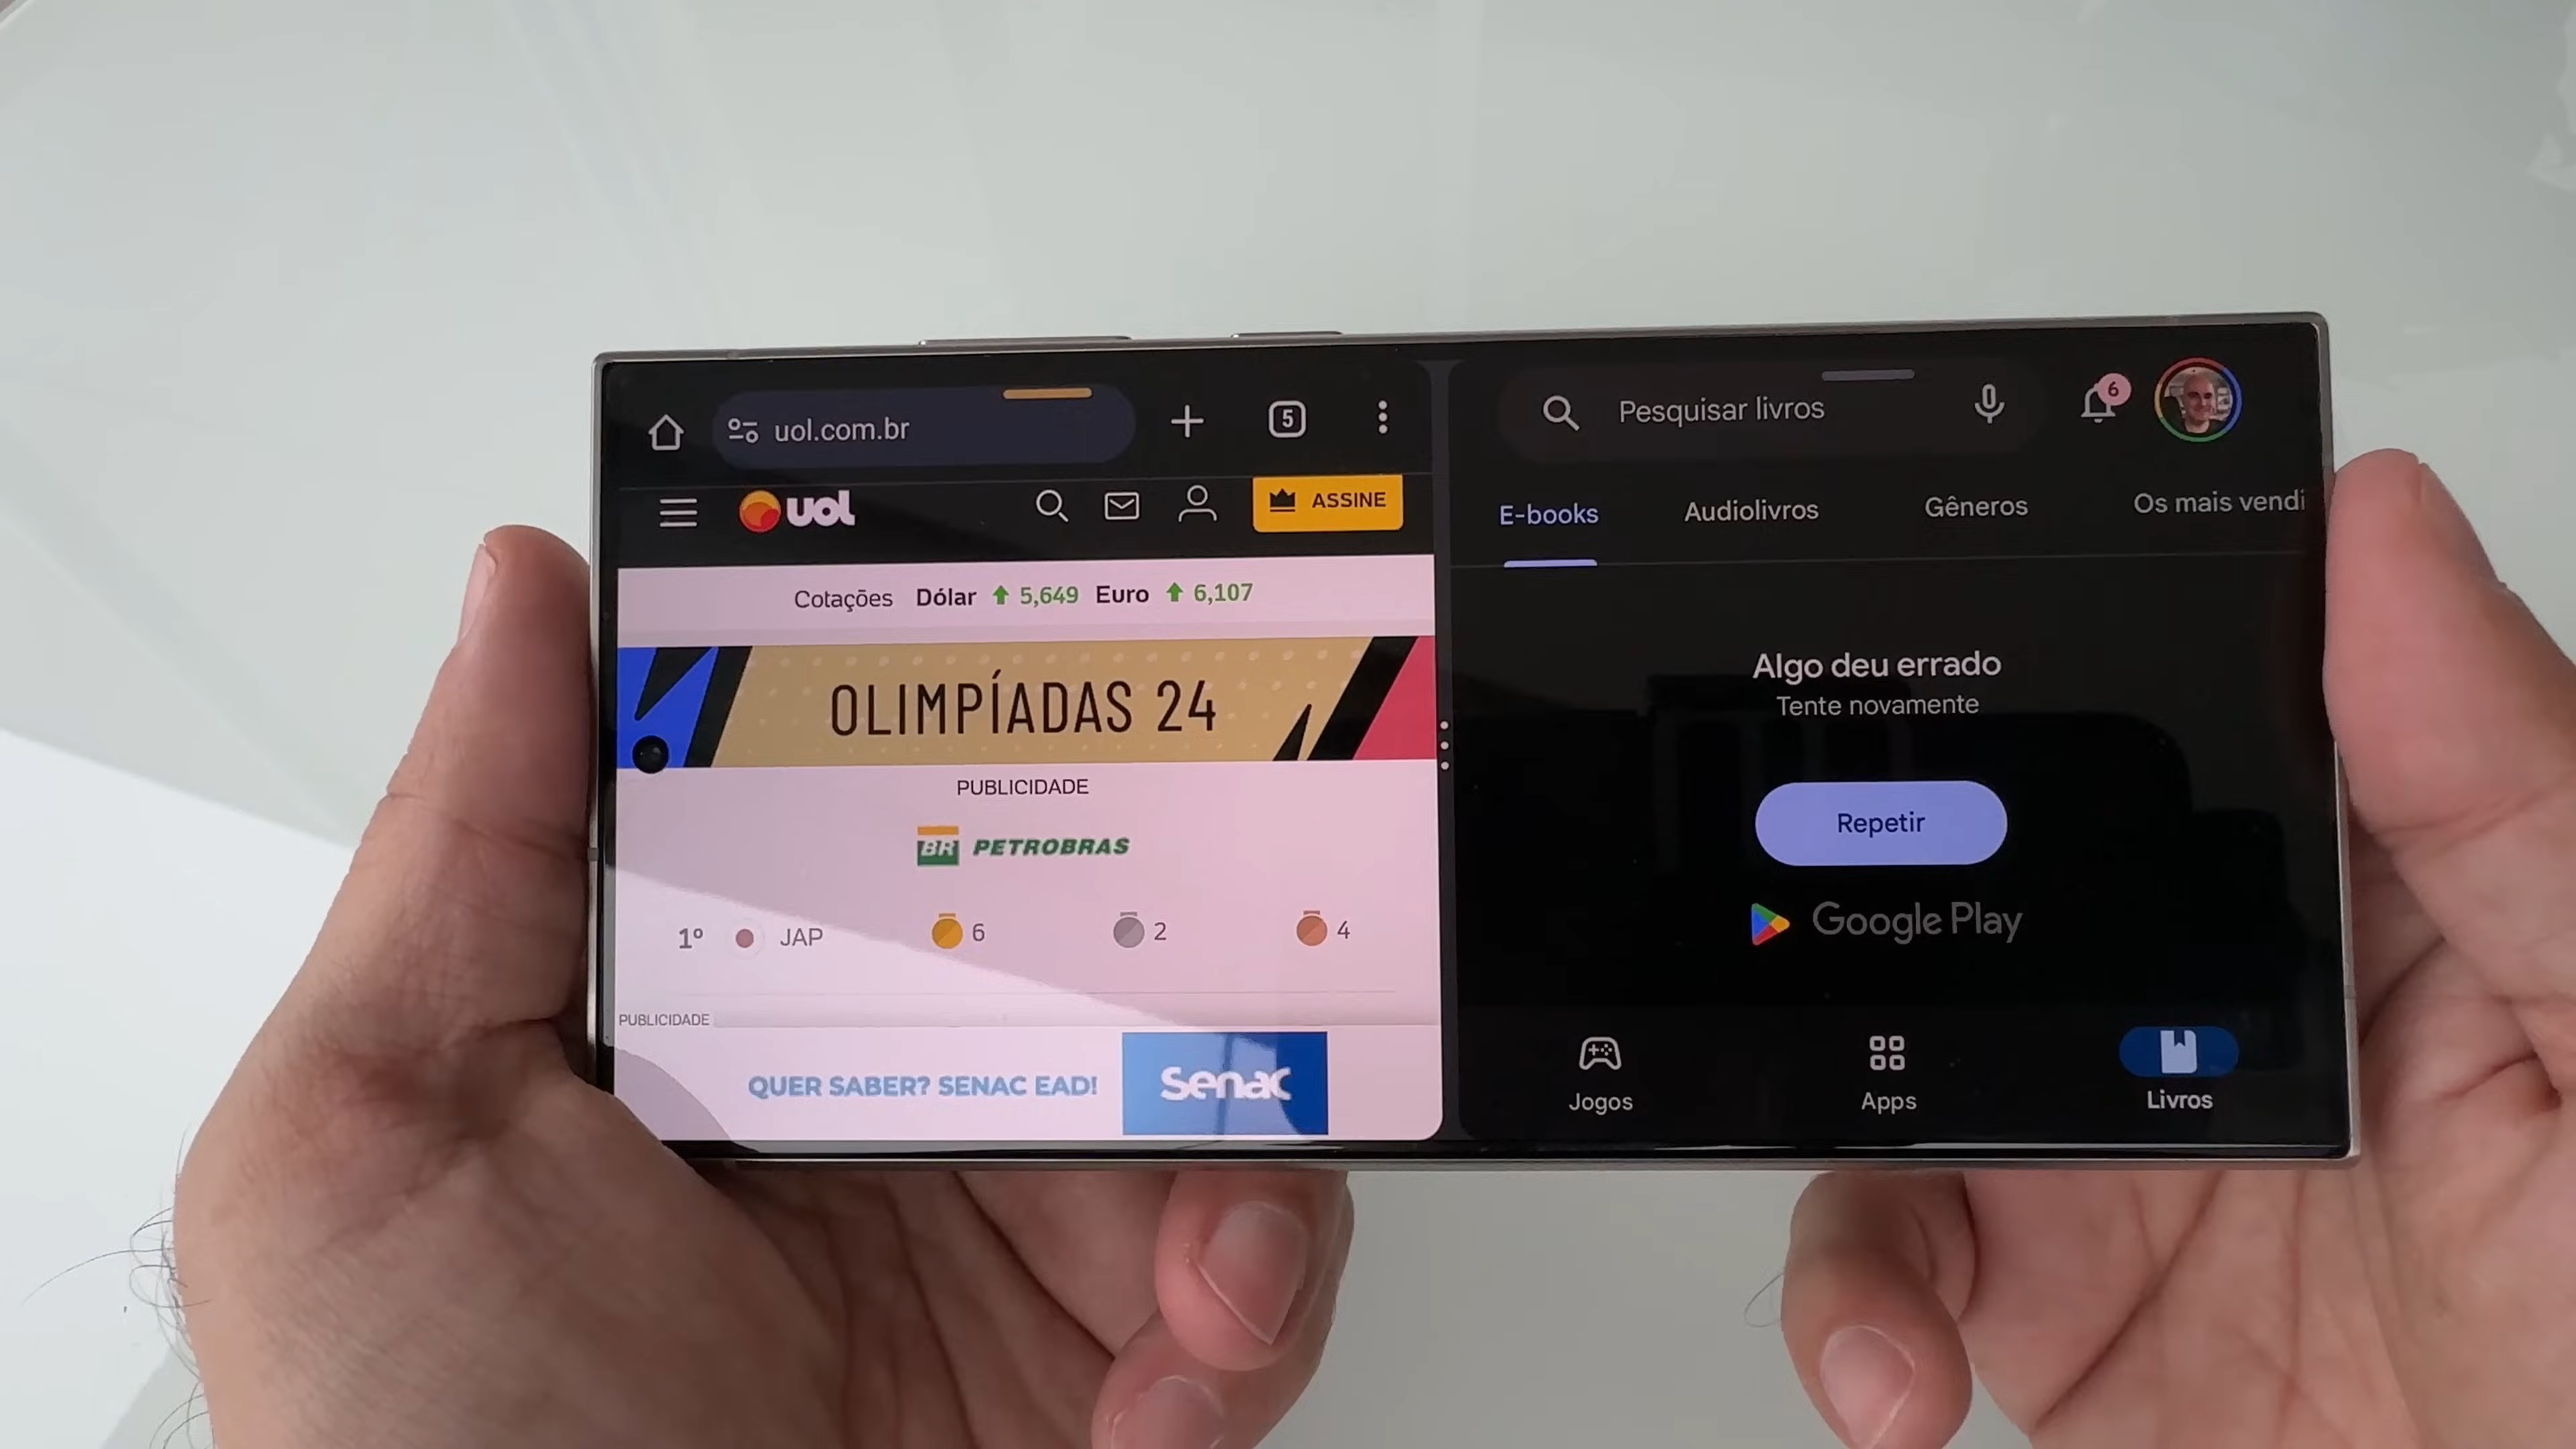 uol.com.br
5
uol
ASSINE
Cotações Dólar 5,649 Euro 6,107
OLIMPÍADAS 24
PUBLICIDADE
BR PETROBRAS
1º JAP 6 2 4
PUBLICIDADE
QUER SABER? SENAC EAD!
Senac
Pesquisar livros
6
E-books Audiolivros Gêneros Os mais vendi
Algo deu errado
Tente novamente
Repetir
Google Play
Jogos Apps Livros